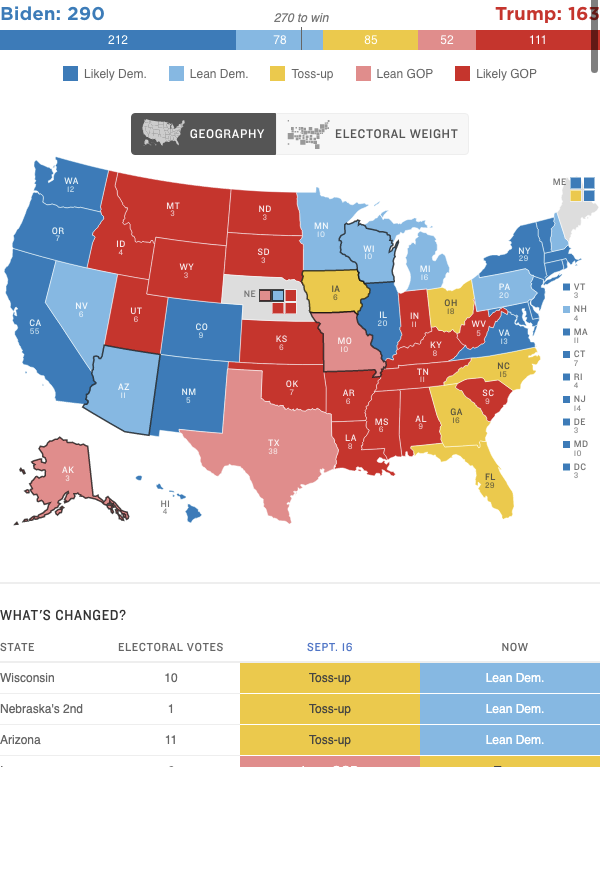 Biden: 290
270 to win
Trump: 163
212 78 85 52 111
Likely Dem. Lean Dem. Toss-up Lean GOP Likely GOP
GEOGRAPHY ELECTORAL WEIGHT
WA
12
OR
7
CA
55
NV
6
ID
4
MT
3
WY
3
UT
6
AZ
11
CO
9
NM
5
ND
3
SD
3
NE
KS
6
OK
7
TX
38
MN
10
IA
6
MO
10
AR
6
LA
8
WI
10
IL
20
MI
16
IN
11
OH
18
KY
8
TN
11
MS
6
AL
9
GA
16
FL
29
SC
9
NC
15
VA
13
WV
5
PA
20
NY
29
ME
VT
3
NH
4
MA
11
CT
7
RI
4
NJ
14
DE
3
MD
10
DC
3
AK
3
HI
4
WHAT'S CHANGED?
STATE ELECTORAL VOTES SEPT. 16 NOW
Wisconsin 10 Toss-up Lean Dem.
Nebraska's 2nd 1 Toss-up Lean Dem.
Arizona 11 Toss-up Lean Dem.